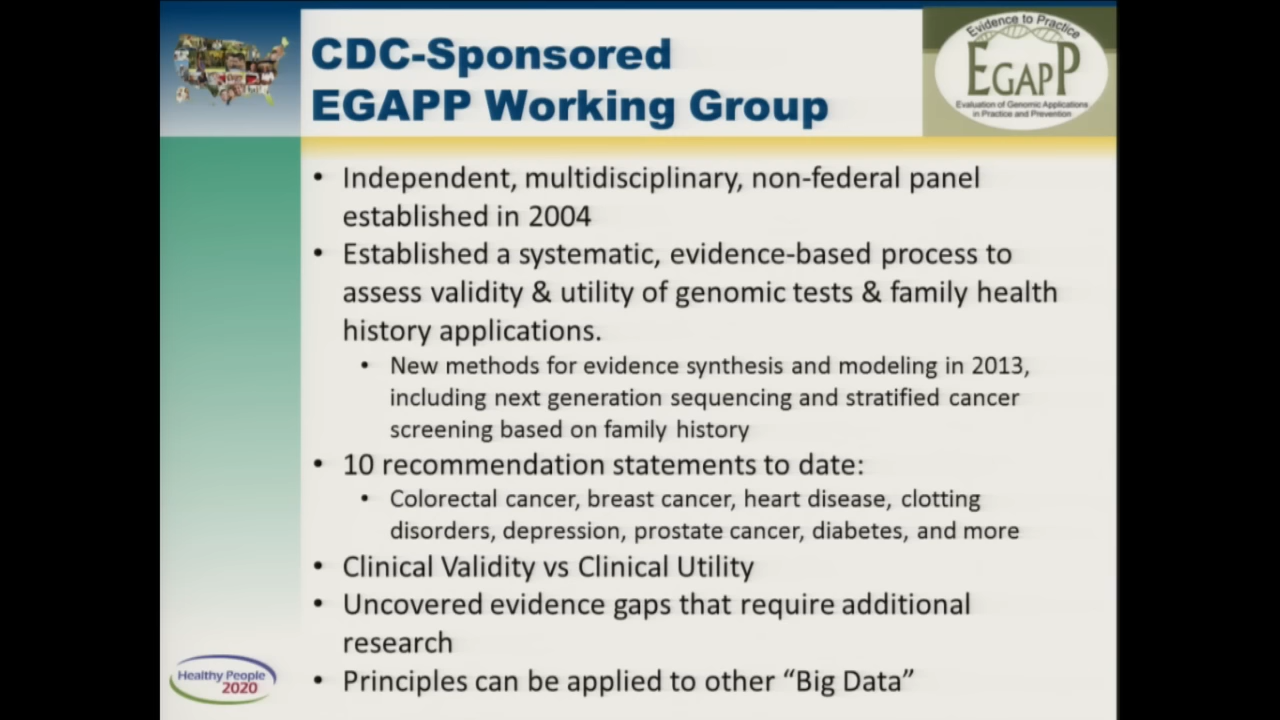 CDC-Sponsored
EGAPP Working Group
Evidence to Practice
EGAPP
Evaluation of Genomic Applications
in Practice and Prevention
• Independent, multidisciplinary, non-federal panel
established in 2004
• Established a systematic, evidence-based process to
assess validity & utility of genomic tests & family health
history applications.
• New methods for evidence synthesis and modeling in 2013,
including next generation sequencing and stratified cancer
screening based on family history
• 10 recommendation statements to date:
• Colorectal cancer, breast cancer, heart disease, clotting
disorders, depression, prostate cancer, diabetes, and more
• Clinical Validity vs Clinical Utility
• Uncovered evidence gaps that require additional
research
• Principles can be applied to other “Big Data”
Healthy People
2020